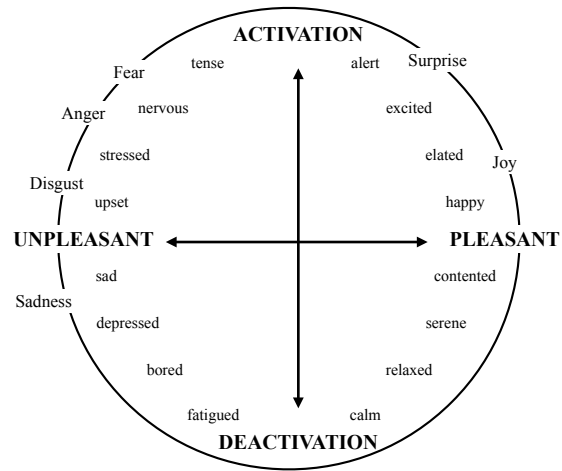 ACTIVATION
tense
alert
Surprise
Fear
nervous
excited
Anger
stressed
elated
Joy
Disgust
upset
happy
UNPLEASANT
PLEASANT
sad
contented
Sadness
depressed
serene
bored
relaxed
fatigued
calm
DEACTIVATION